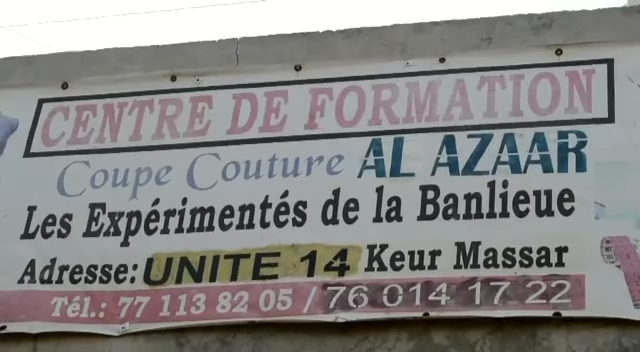 CENTRE DE FORMATION
Coupe Couture AL AZAAR
Les Expérimentés de la Banlieue
Adresse: UNITE 14 Keur Massar
Tél.: 77 113 82 05 / 76 014 17 22